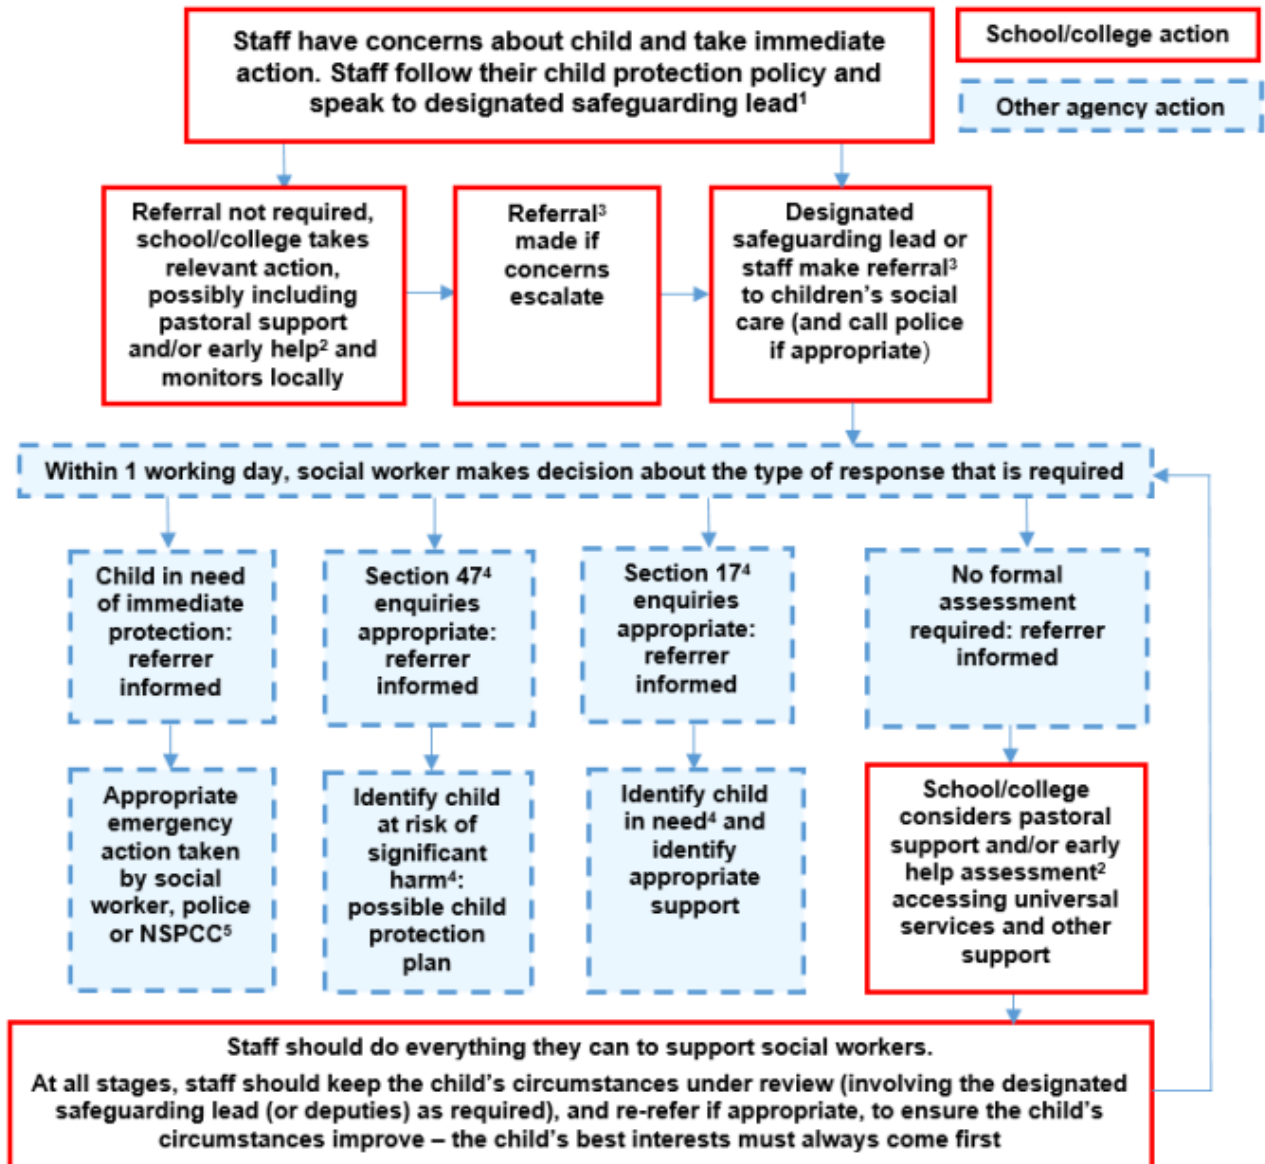 Staff have concerns about child and take immediate
action. Staff follow their child protection policy and
speak to designated safeguarding lead¹
School/college action
Other agency action
Referral not required,
school/college takes
relevant action,
possibly including
pastoral support
and/or early help² and
monitors locally
Referral³
made if
concerns
escalate
Designated
safeguarding lead or
staff make referral³
to children’s social
care (and call police
if appropriate)
Within 1 working day, social worker makes decision about the type of response that is required
Child in need
of immediate
protection:
referrer
informed
Section 47⁴
enquiries
appropriate:
referrer
informed
Section 17⁴
enquiries
appropriate:
referrer
informed
No formal
assessment
required: referrer
informed
Appropriate
emergency
action taken
by social
worker, police
or NSPCC⁵
Identify child
at risk of
significant
harm⁴:
possible child
protection
plan
Identify child
in need⁴ and
identify
appropriate
support
School/college
considers pastoral
support and/or early
help assessment²
accessing universal
services and other
support
Staff should do everything they can to support social workers.
At all stages, staff should keep the child’s circumstances under review (involving the designated
safeguarding lead (or deputies) as required), and re-refer if appropriate, to ensure the child’s
circumstances improve – the child’s best interests must always come first